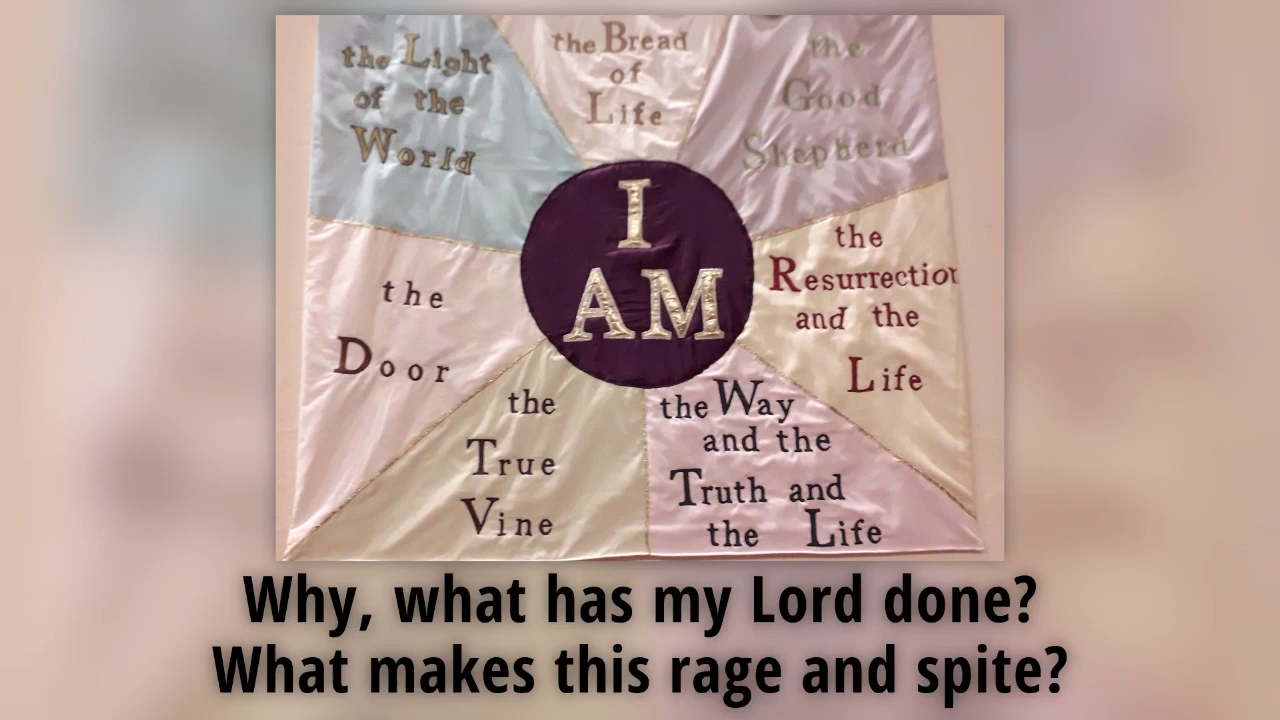 the Light
of the
World
the Bread
of
Life
the
Good
Shepherd
I
AM
the
Door
the
Resurrection
and the
Life
the
True
Vine
the Way
and the
Truth and
the Life
Why, what has my Lord done?
What makes this rage and spite?